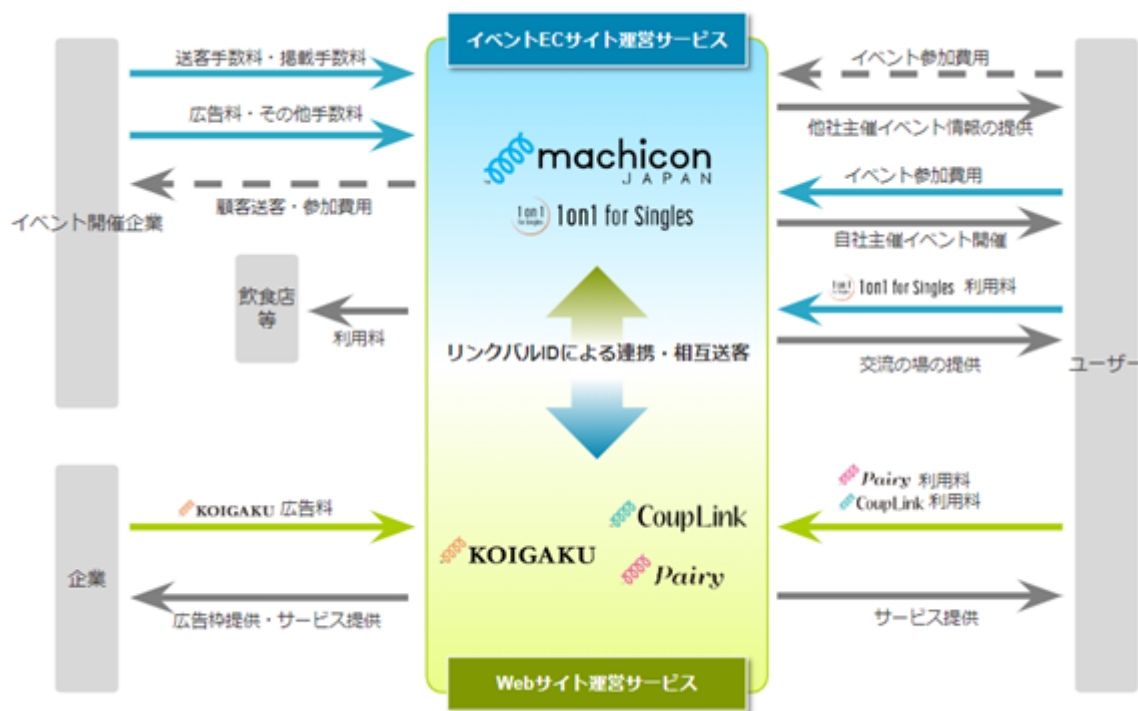 イベントECサイト運営サービス
送客手数料・掲載手数料
広告料・その他手数料
顧客送客・参加費用
イベント開催企業
飲食店
等
利用料
machicon
JAPAN
1on1
for Singles
1on1 for Singles
リンクバルIDによる連携・相互送客
イベント参加費用
他社主催イベント情報の提供
イベント参加費用
自社主催イベント開催
1on1 for Singles 利用料
交流の場の提供
ユーザー
KOIGAKU 広告料
企業
広告枠提供・サービス提供
CoupLink
KOIGAKU
Pairy
Pairy 利用料
CoupLink 利用料
サービス提供
Webサイト運営サービス